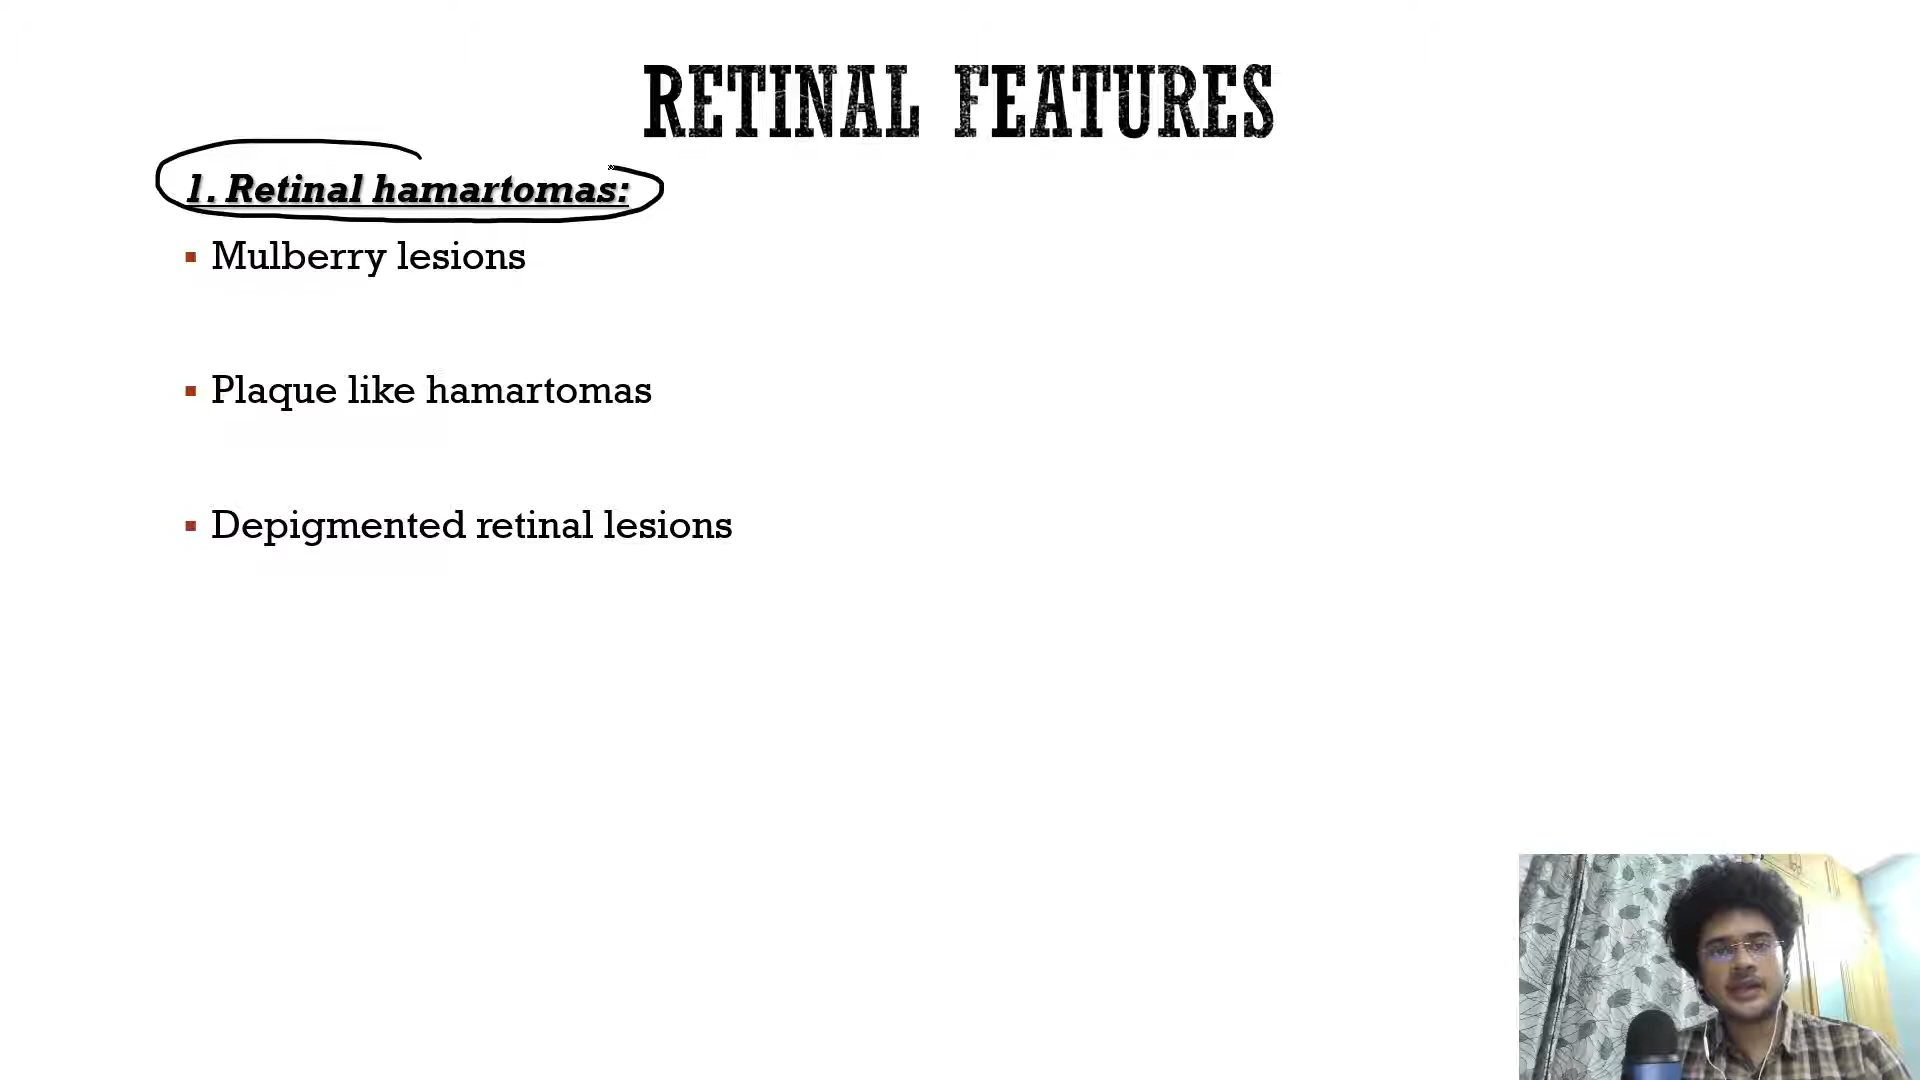 RETINAL FEATURES
1. Retinal hamartomas:
▪ Mulberry lesions
▪ Plaque like hamartomas
▪ Depigmented retinal lesions